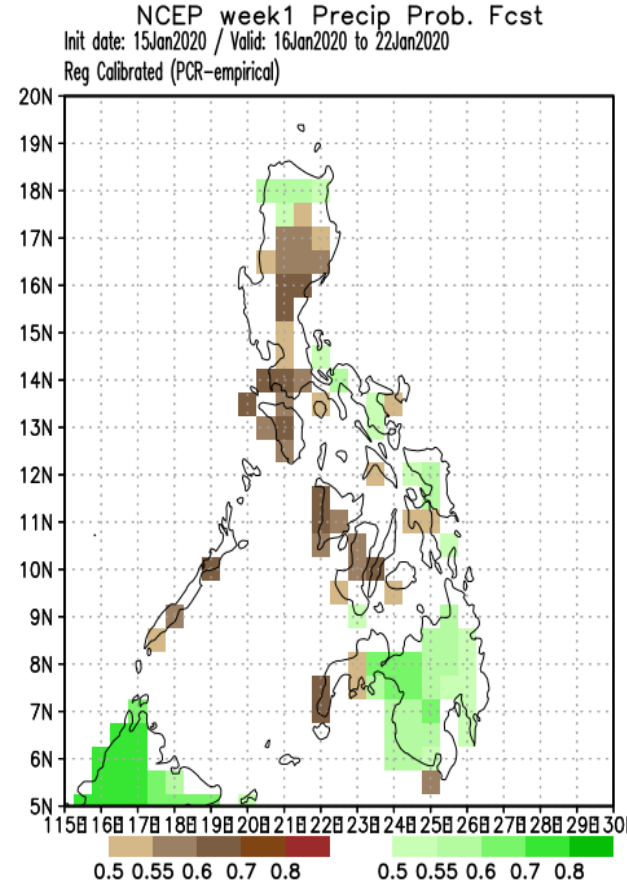 NCEP week1 Precip Prob. Fcst
Init date: 15Jan2020 / Valid: 16Jan2020 to 22Jan2020
Reg Calibrated (PCR-empirical)
20N
19N
18N
17N
16N
15N
14N
13N
12N
11N
10N
9N
8N
7N
6N
5N
0.5 0.55 0.6 0.7 0.8 0.5 0.55 0.6 0.7 0.8